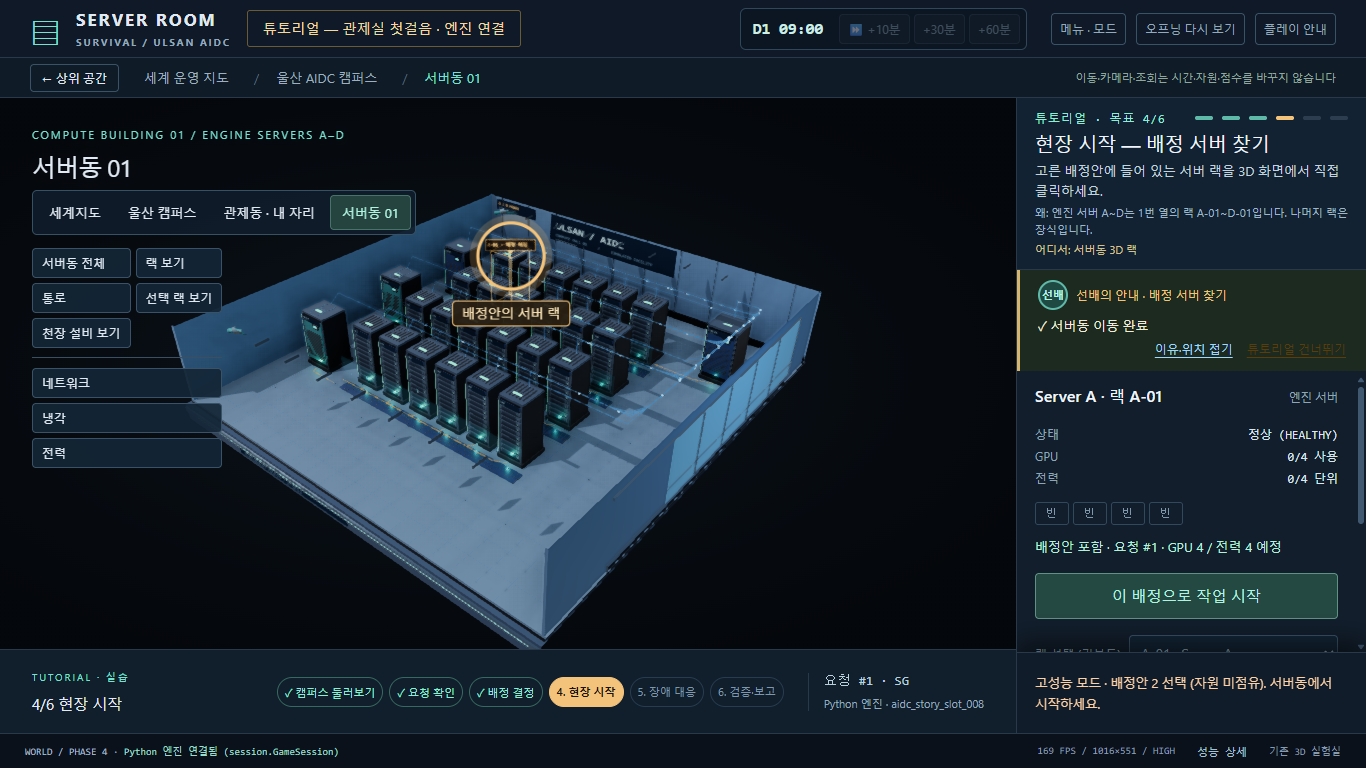 SERVER ROOM
SURVIVAL / ULSAN AIDC
튜토리얼 — 관제실 첫걸음 · 엔진 연결
D1 09:00
+10분
+30분
+60분
메뉴 · 모드
오프닝 다시 보기
플레이 안내
← 상위 공간
세계 운영 지도 / 울산 AIDC 캠퍼스 / 서버동 01
이동·카메라·조회는 시간·자원·점수를 바꾸지 않습니다
COMPUTE BUILDING 01 / ENGINE SERVERS A–D
서버동 01
세계지도
울산 캠퍼스
관제동 · 내 자리
서버동 01
서버동 전체
랙 보기
통로
선택 랙 보기
천장 설비 보기
네트워크
냉각
전력
ULSAN / AIDC
배정안의 서버 랙
튜토리얼 · 목표 4/6
현장 시작 — 배정 서버 찾기
고른 배정안에 들어 있는 서버 랙을 3D 화면에서 직접
클릭하세요.
왜: 엔진 서버 A~D는 1번 열의 랙 A-01~D-01입니다. 나머지 랙은
장식입니다.
어디서: 서버동 3D 랙
선배
선배의 안내 · 배정 서버 찾기
✓ 서버동 이동 완료
이유·위치 접기
튜토리얼 건너뛰기
Server A · 랙 A-01
엔진 서버
상태 정상 (HEALTHY)
GPU 0/4 사용
전력 0/4 단위
빈 빈 빈 빈
배정안 포함 · 요청 #1 · GPU 4 / 전력 4 예정
이 배정으로 작업 시작
TUTORIAL · 실습
4/6 현장 시작
✓ 캠퍼스 둘러보기
✓ 요청 확인
✓ 배정 결정
4. 현장 시작
5. 장애 대응
6. 검증·보고
요청 #1 · SG
Python 엔진 · aidc_story_slot_008
고성능 모드 · 배정안 2 선택 (자원 미점유). 서버동에서
시작하세요.
WORLD / PHASE 4 · Python 엔진 연결됨 (session.GameSession)
169 FPS / 1016×551 / HIGH
성능 상세
기존 3D 실험실